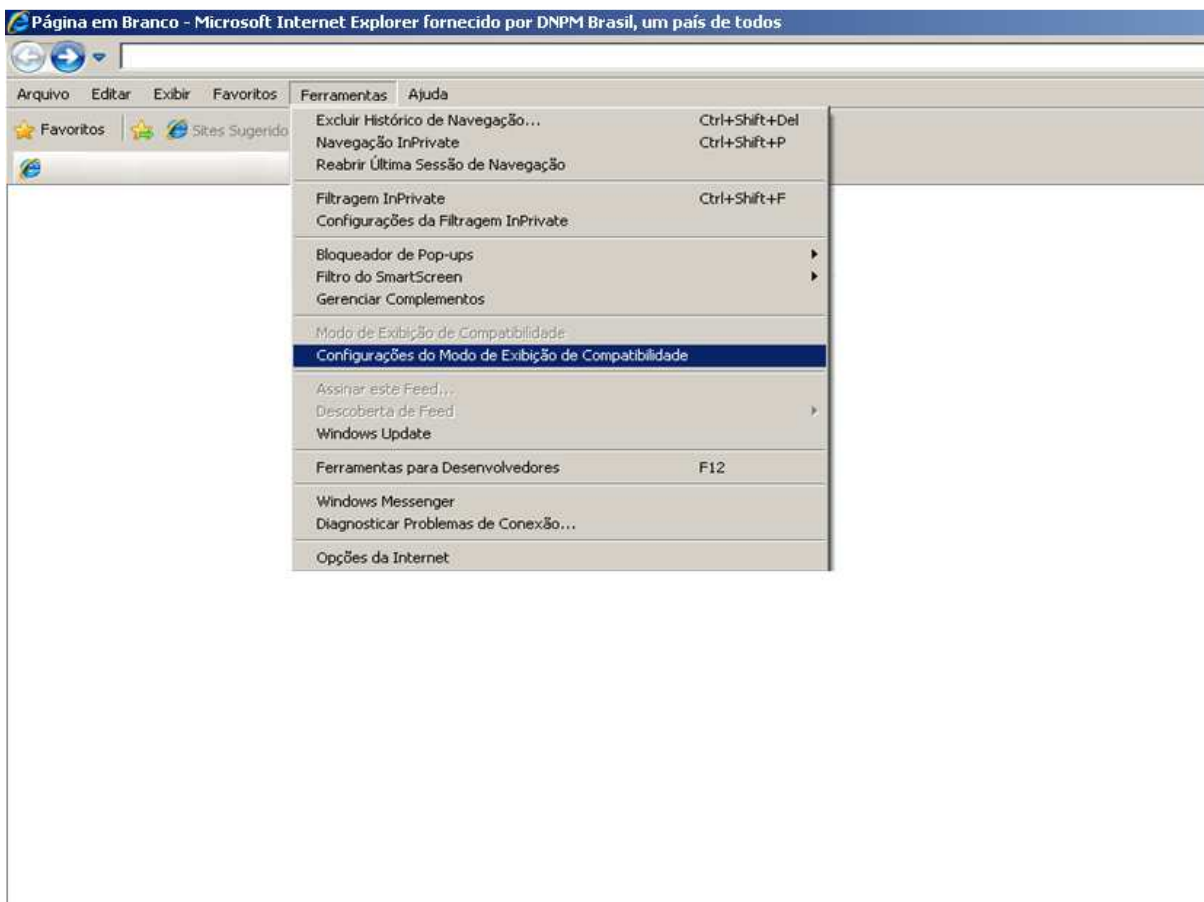 Página em Branco - Microsoft Internet Explorer fornecido por DNPM Brasil, um país de todos
Arquivo Editar Exibir Favoritos Ferramentas Ajuda
Favoritos Sites Sugerido
Excluir Histórico de Navegação... Ctrl+Shift+Del
Navegação InPrivate Ctrl+Shift+P
Reabrir Última Sessão de Navegação
Filtragem InPrivate Ctrl+Shift+F
Configurações da Filtragem InPrivate
Bloqueador de Pop-ups
Filtro do SmartScreen
Gerenciar Complementos
Modo de Exibição de Compatibilidade
Configurações do Modo de Exibição de Compatibilidade
Assinar este Feed...
Descoberta de Feed
Windows Update
Ferramentas para Desenvolvedores F12
Windows Messenger
Diagnosticar Problemas de Conexão...
Opções da Internet